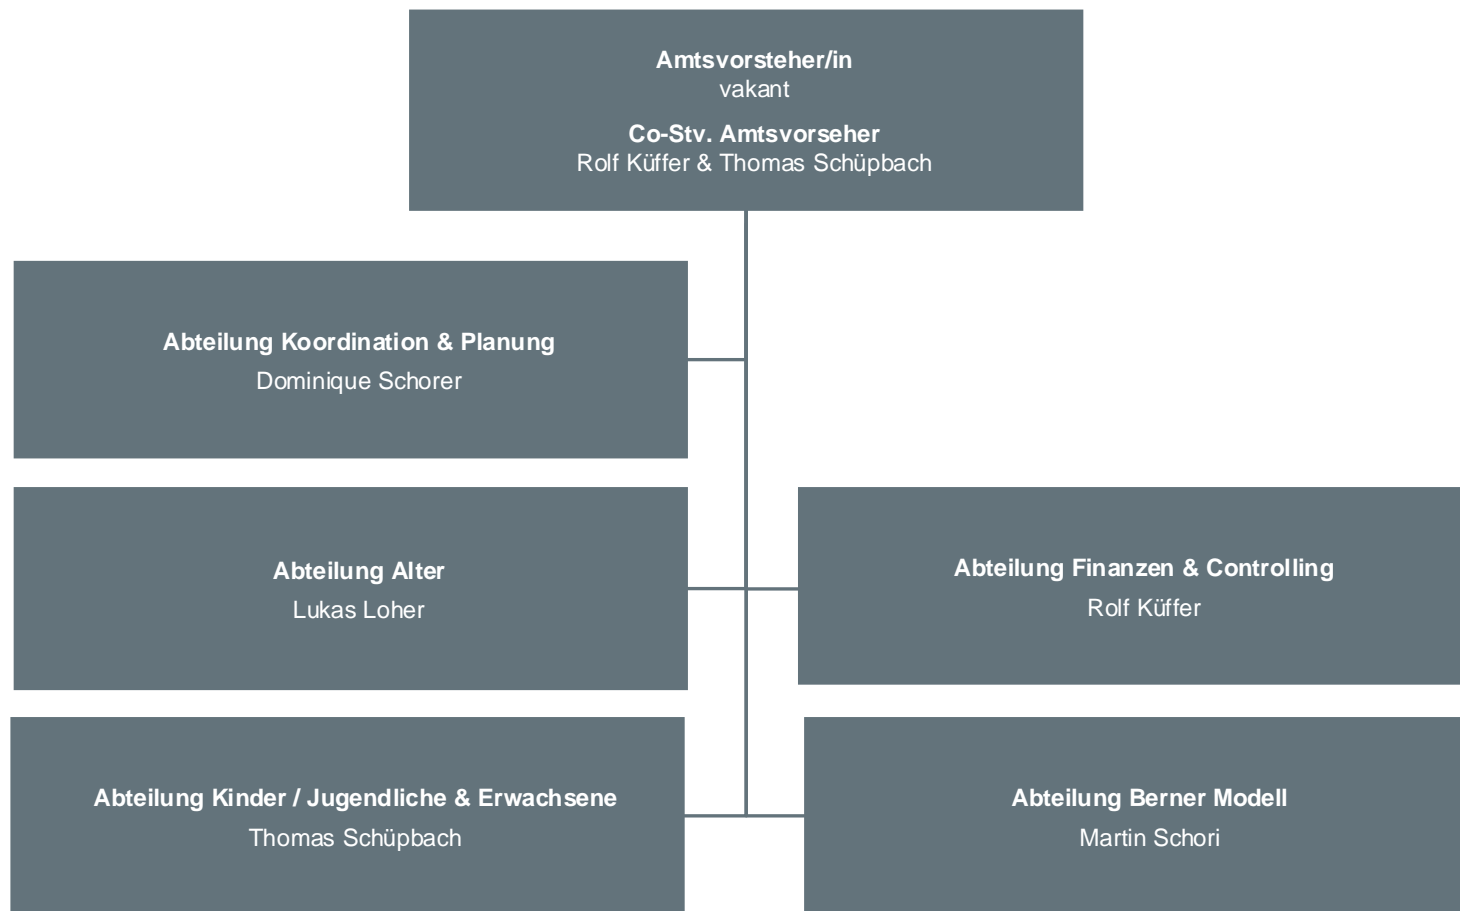 Amtsvorsteher/in
vakant
Co-Stv. Amtsvorseher
Rolf Küffer & Thomas Schüpbach
Abteilung Koordination & Planung
Dominique Schorer
Abteilung Alter
Lukas Loher
Abteilung Finanzen & Controlling
Rolf Küffer
Abteilung Kinder / Jugendliche & Erwachsene
Thomas Schüpbach
Abteilung Berner Modell
Martin Schori